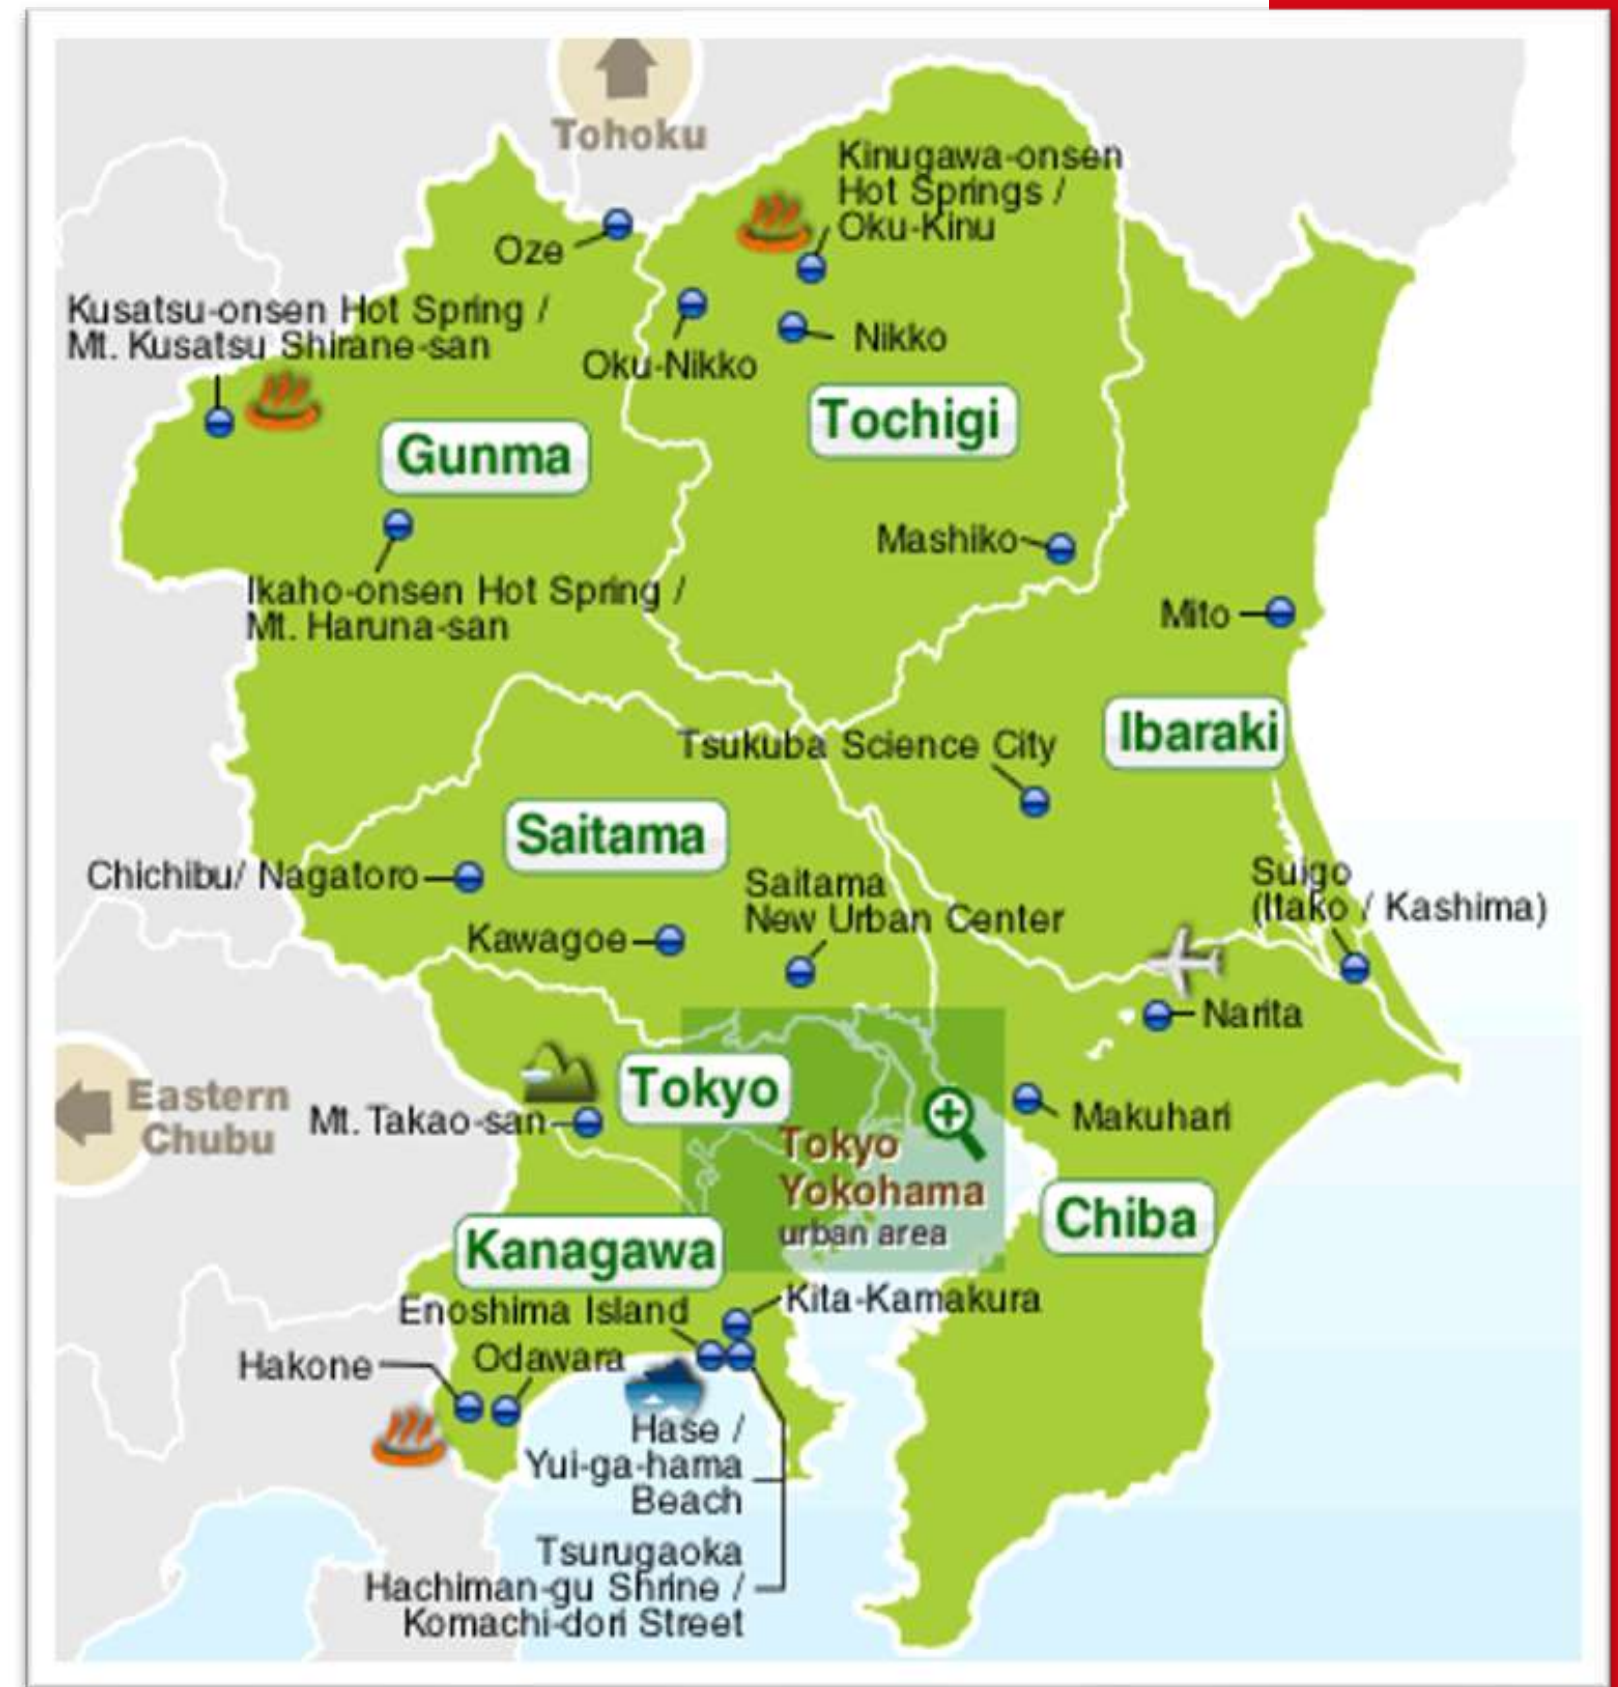 Tohoku
Kinugawa-onsen
Hot Springs /
Oku-Kinu
Oze
Kusatsu-onsen Hot Spring /
Mt. Kusatsu Shirane-san
Nikko
Oku-Nikko
Tochigi
Gunma
Mashiko
Ikaho-onsen Hot Spring /
Mt. Haruna-san
Mito
Ibaraki
Tsukuba Science City
Saitama
Chichibu/ Nagatoro
Saitama
New Urban Center
Suigo
(Itako / Kashima)
Kawagoe
Narita
Eastern
Chubu
Tokyo
Mt. Takao-san
Makuhari
Tokyo
Yokohama
urban area
Chiba
Kanagawa
Kita-Kamakura
Enoshima Island
Hakone
Odawara
Hase /
Yui-ga-hama
Beach
Tsurugaoka
Hachiman-gu Shrine /
Komachi-dori Street